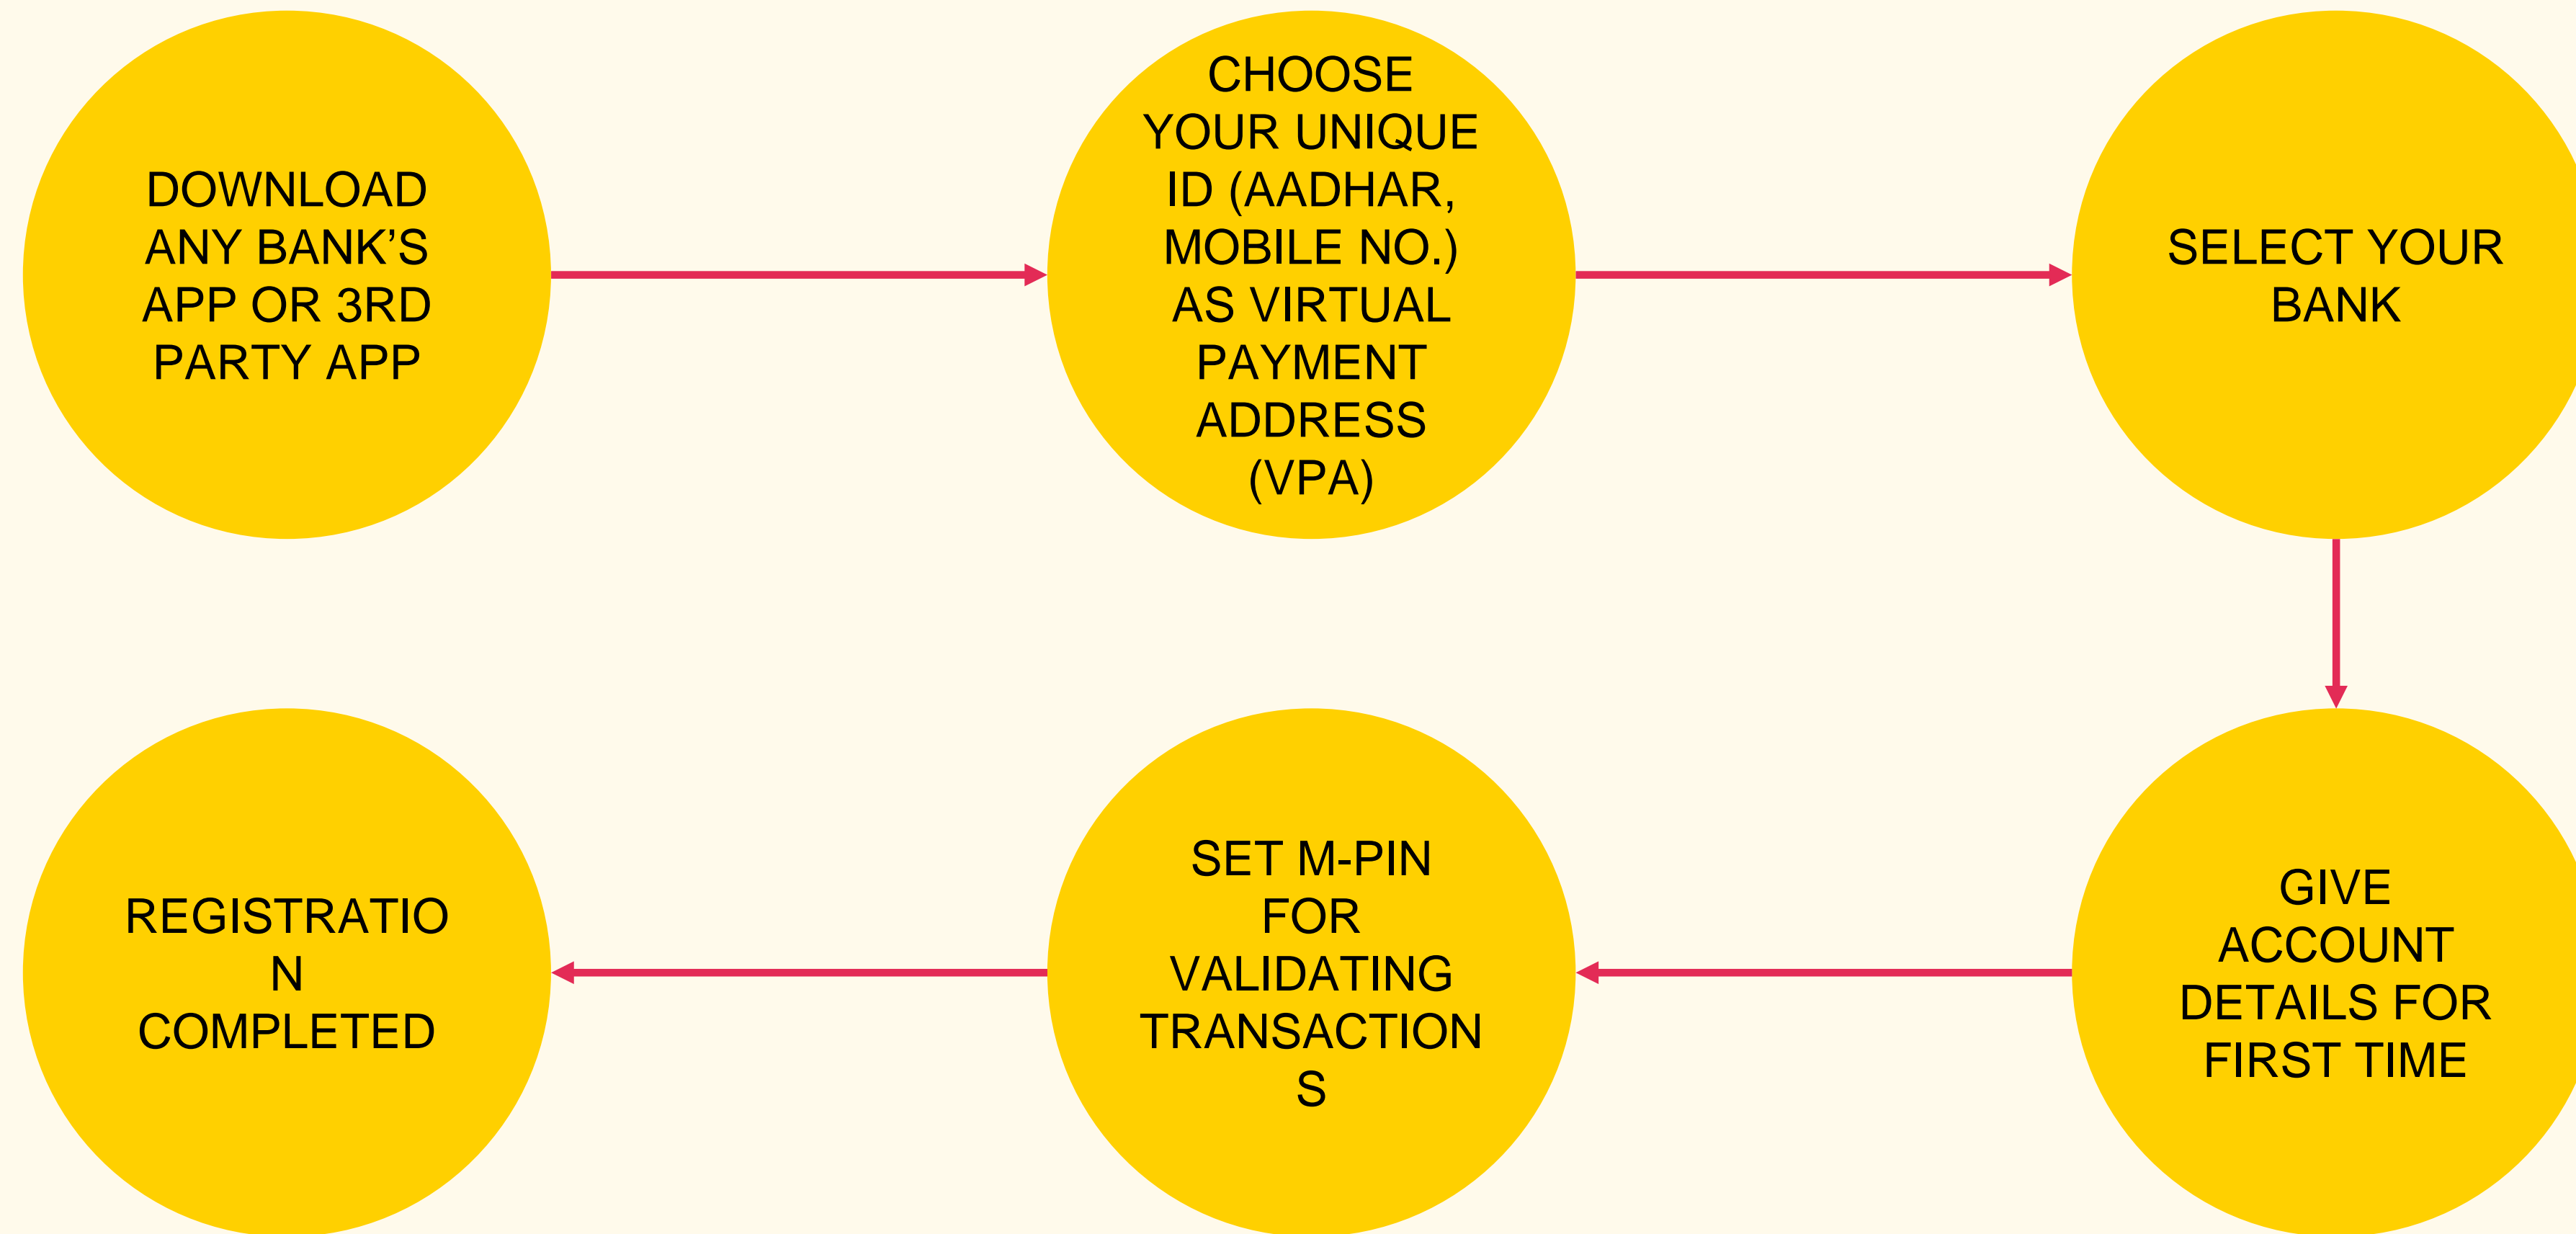 DOWNLOAD
ANY BANK’S
APP OR 3RD
PARTY APP
CHOOSE
YOUR UNIQUE
ID (AADHAR,
MOBILE NO.)
AS VIRTUAL
PAYMENT
ADDRESS
(VPA)
SELECT YOUR
BANK
GIVE
ACCOUNT
DETAILS FOR
FIRST TIME
SET M-PIN
FOR
VALIDATING
TRANSACTION
S
REGISTRATIO
N
COMPLETED